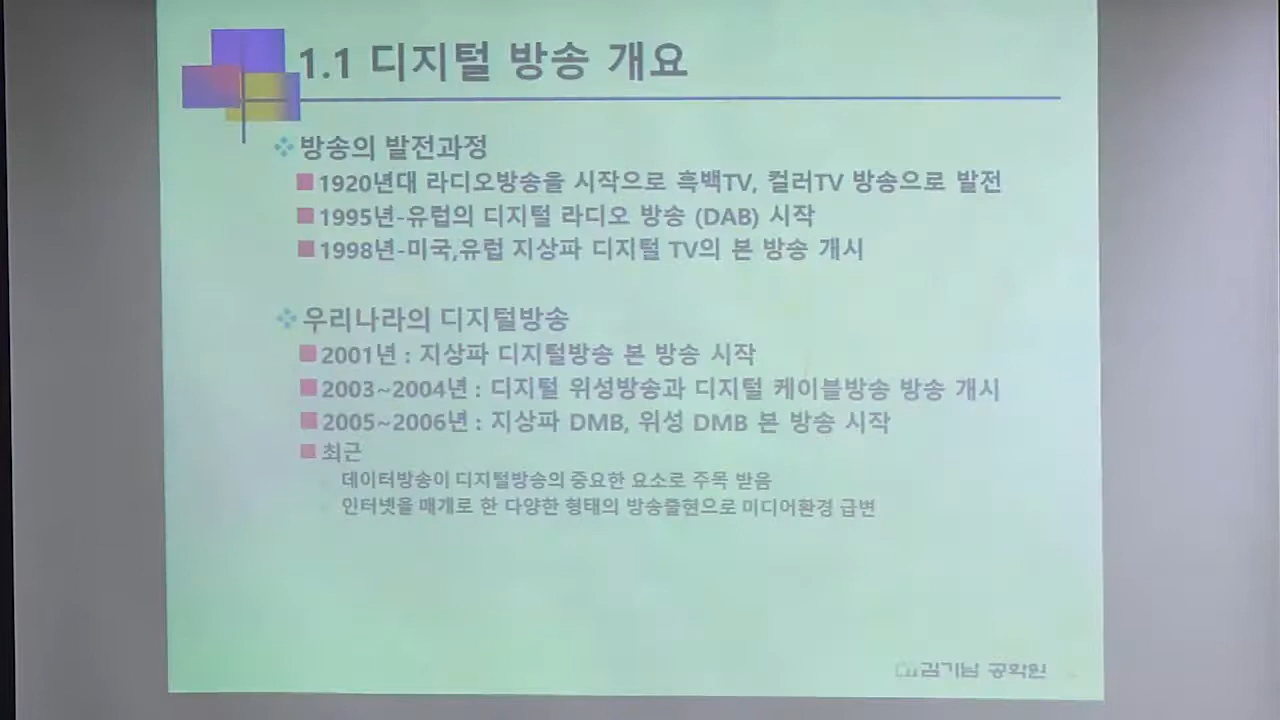 1.1 디지털 방송 개요
방송의 발전과정
1920년대 라디오방송을 시작으로 흑백TV, 컬러TV 방송으로 발전
1995년-유럽의 디지털 라디오 방송 (DAB) 시작
1998년-미국,유럽 지상파 디지털 TV의 본 방송 개시
우리나라의 디지털방송
2001년 : 지상파 디지털방송 본 방송 시작
2003~2004년 : 디지털 위성방송과 디지털 케이블방송 방송 개시
2005~2006년 : 지상파 DMB, 위성 DMB 본 방송 시작
최근
데이터방송이 디지털방송의 중요한 요소로 주목 받음
인터넷을 매개로 한 다양한 형태의 방송출현으로 미디어환경 급변
김기남 공학원